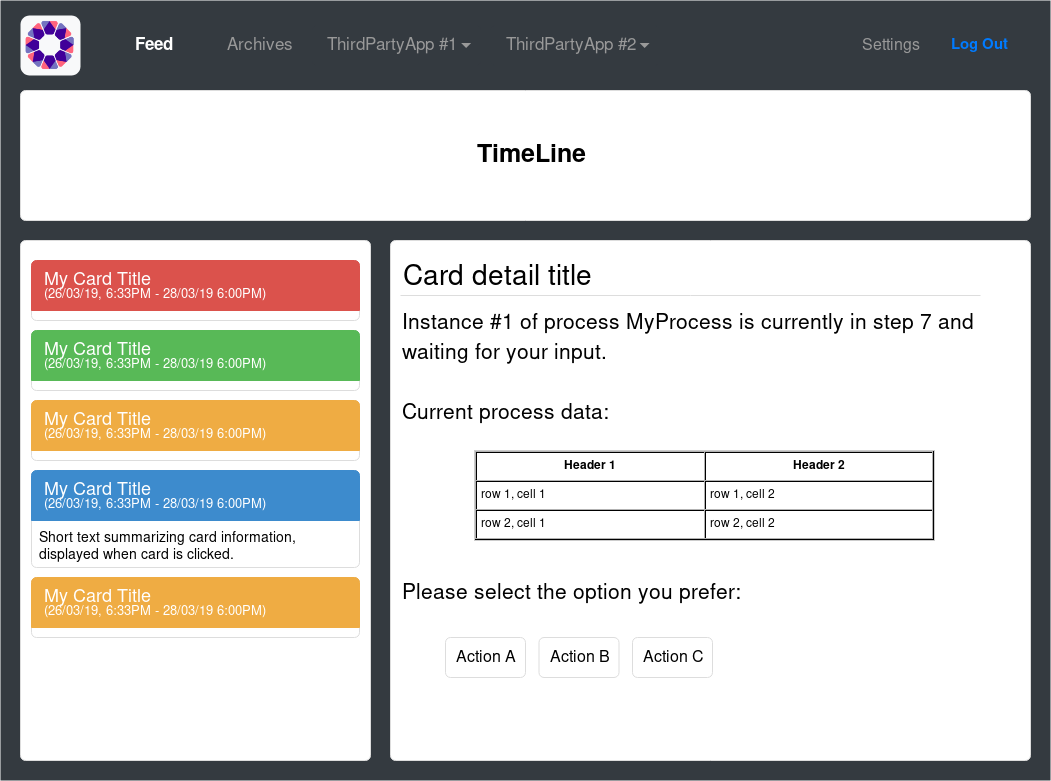 Feed
Archives
ThirdPartyApp #1
ThirdPartyApp #2
Settings
Log Out
TimeLine
My Card Title
(26/03/19, 6:33PM - 28/03/19 6:00PM)
My Card Title
(26/03/19, 6:33PM - 28/03/19 6:00PM)
My Card Title
(26/03/19, 6:33PM - 28/03/19 6:00PM)
My Card Title
(26/03/19, 6:33PM - 28/03/19 6:00PM)
Short text summarizing card information,
displayed when card is clicked.
My Card Title
(26/03/19, 6:33PM - 28/03/19 6:00PM)
Card detail title
Instance #1 of process MyProcess is currently in step 7 and
waiting for your input.
Current process data:
Header 1
Header 2
row 1, cell 1
row 1, cell 2
row 2, cell 1
row 2, cell 2
Please select the option you prefer:
Action A
Action B
Action C